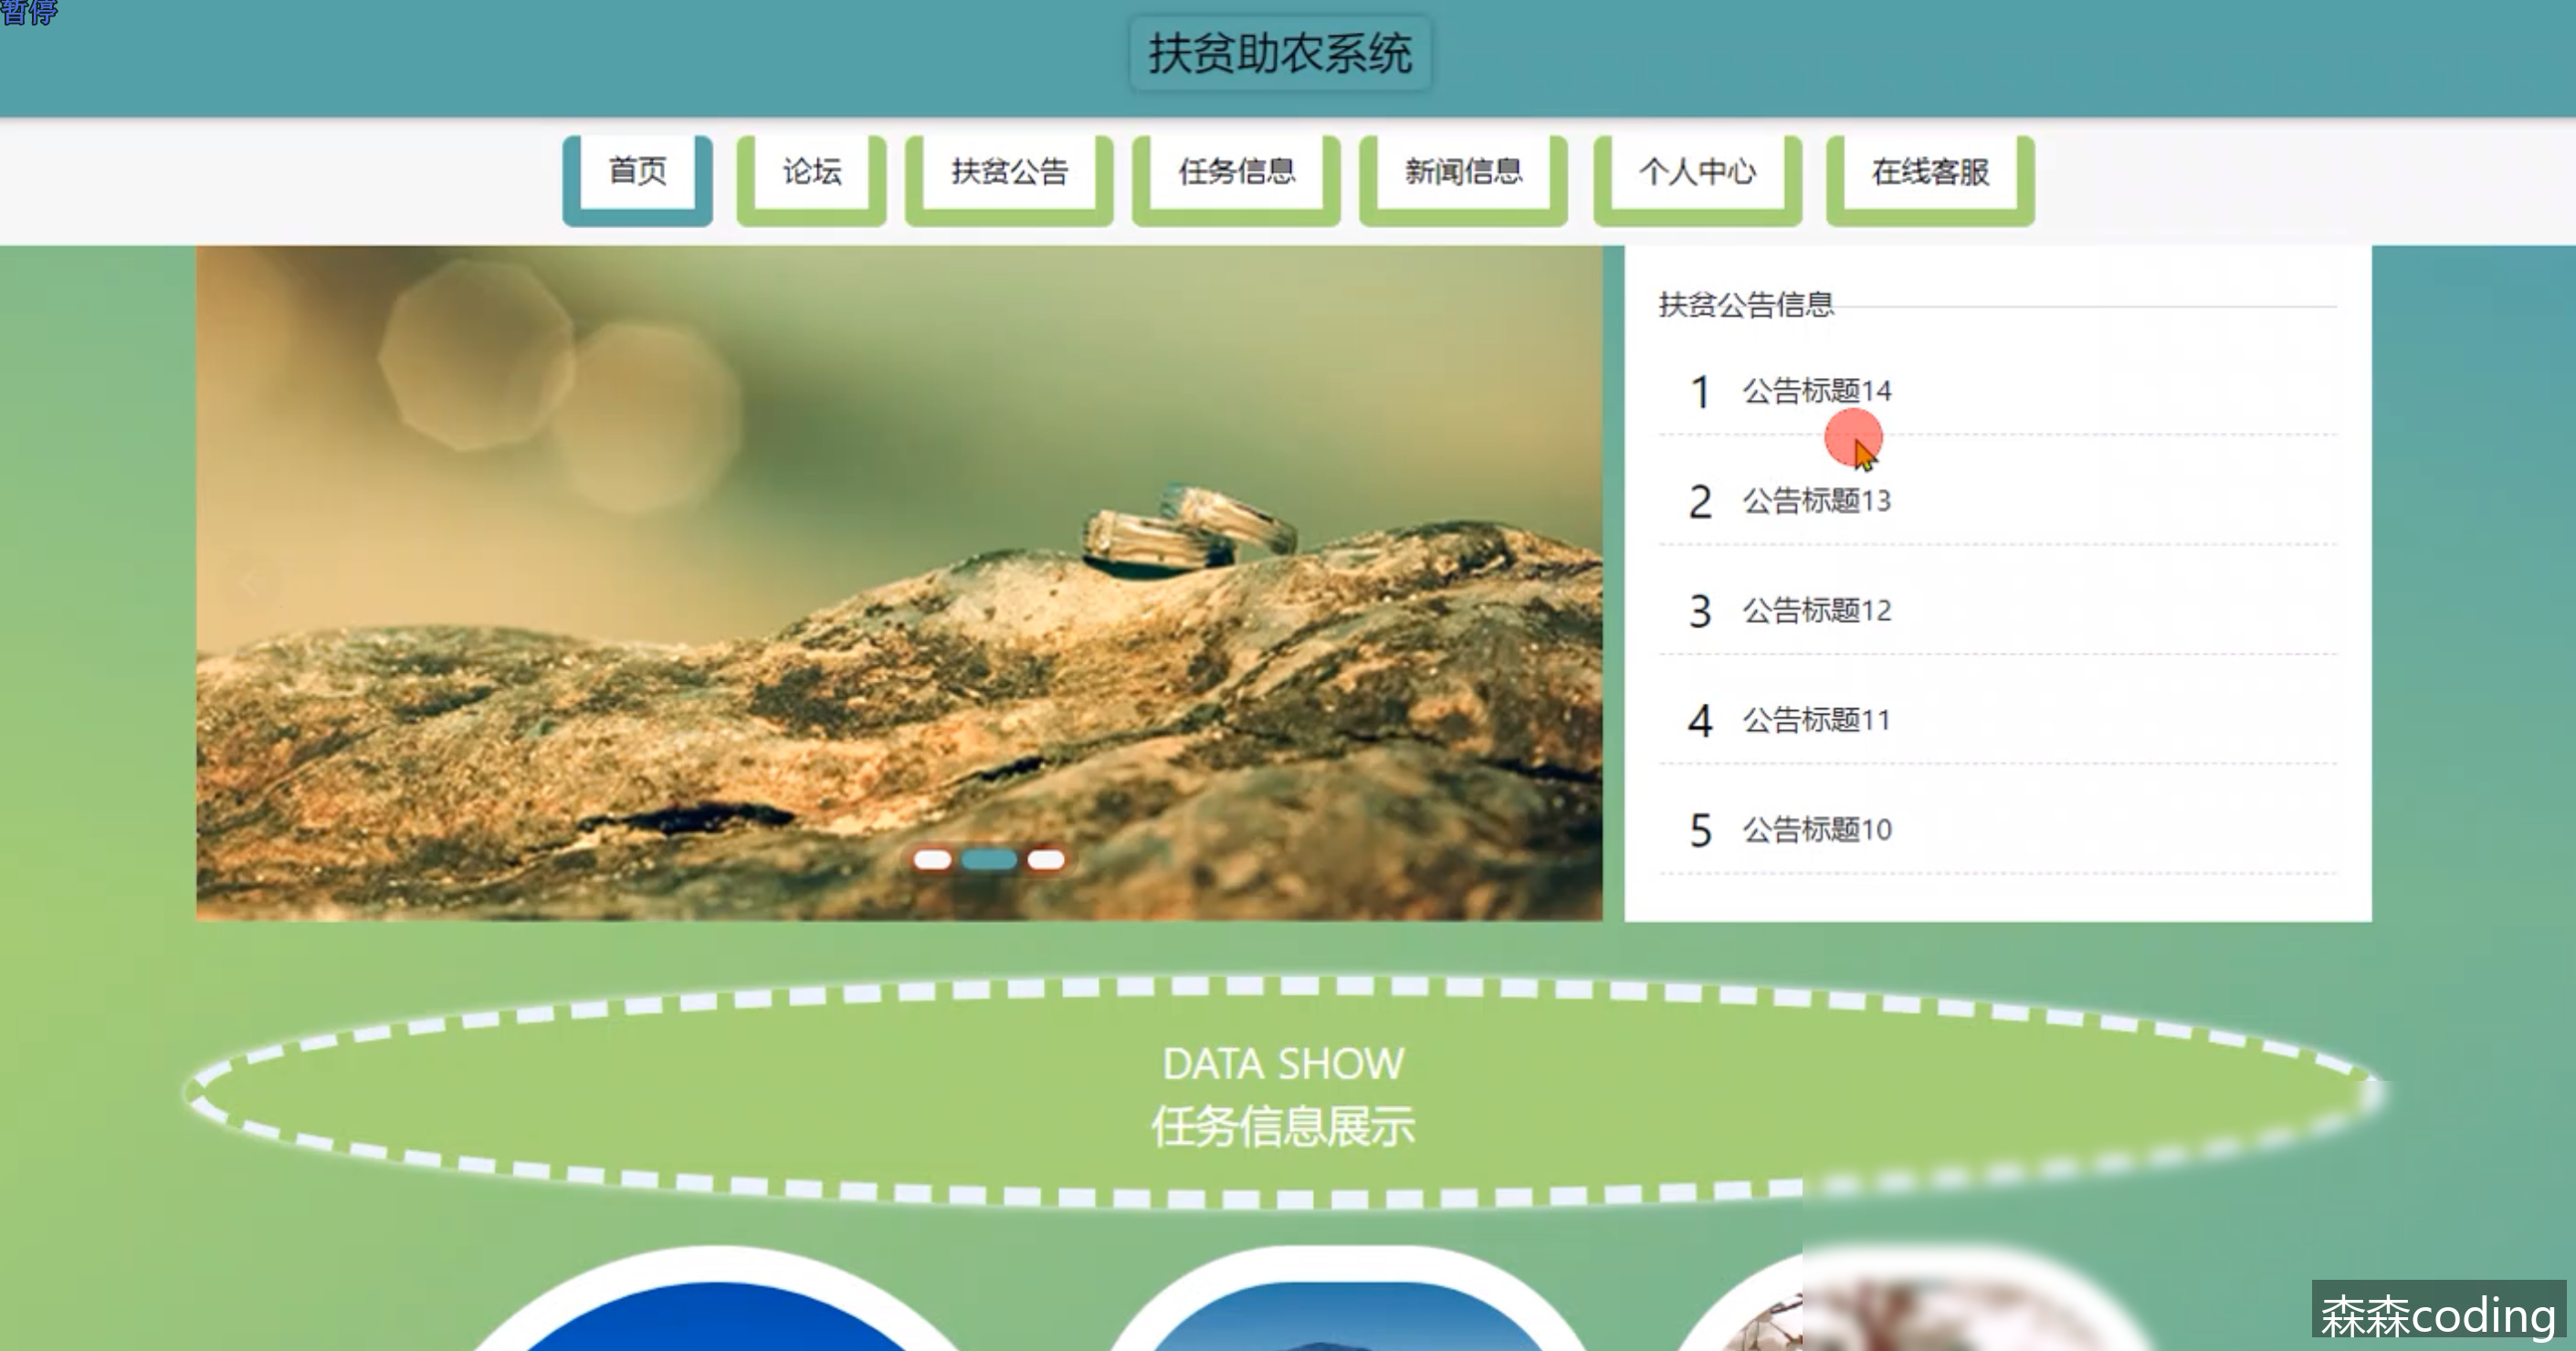 暂停
扶贫助农系统
首页
论坛
扶贫公告
任务信息
新闻信息
个人中心
在线客服
扶贫公告信息
1 公告标题14
2 公告标题13
3 公告标题12
4 公告标题11
5 公告标题10
DATA SHOW
任务信息展示
森森coding